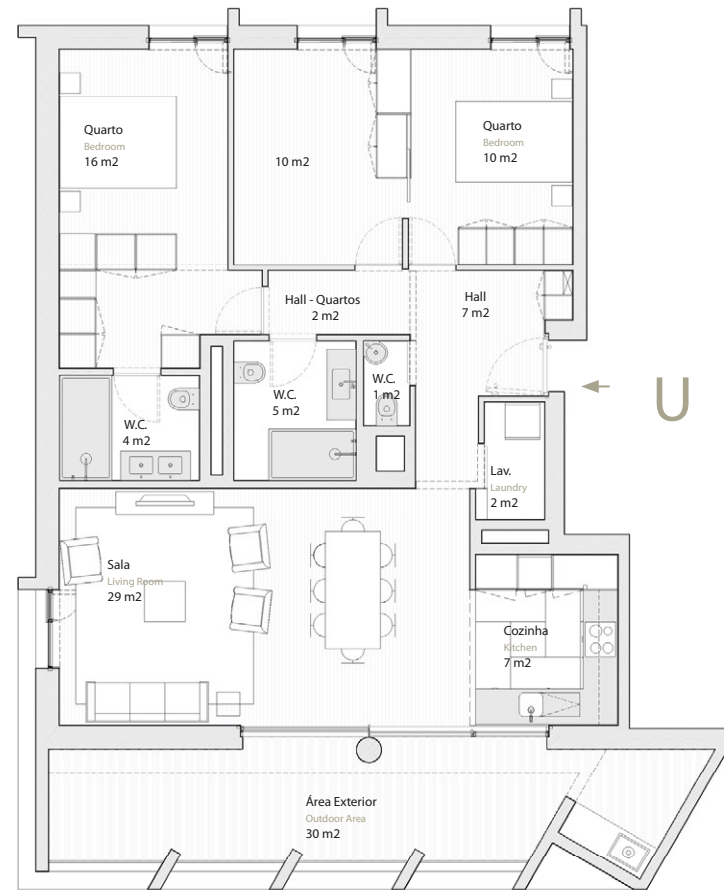 Quarto
Bedroom
16 m2
10 m2
Quarto
Bedroom
10 m2
Hall - Quartos
2 m2
Hall
7 m2
W.C.
4 m2
W.C.
5 m2
W.C.
1 m2
U
Lav.
Laundry
2 m2
Sala
Living Room
29 m2
Cozinha
Kitchen
7 m2
Área Exterior
Outdoor Area
30 m2